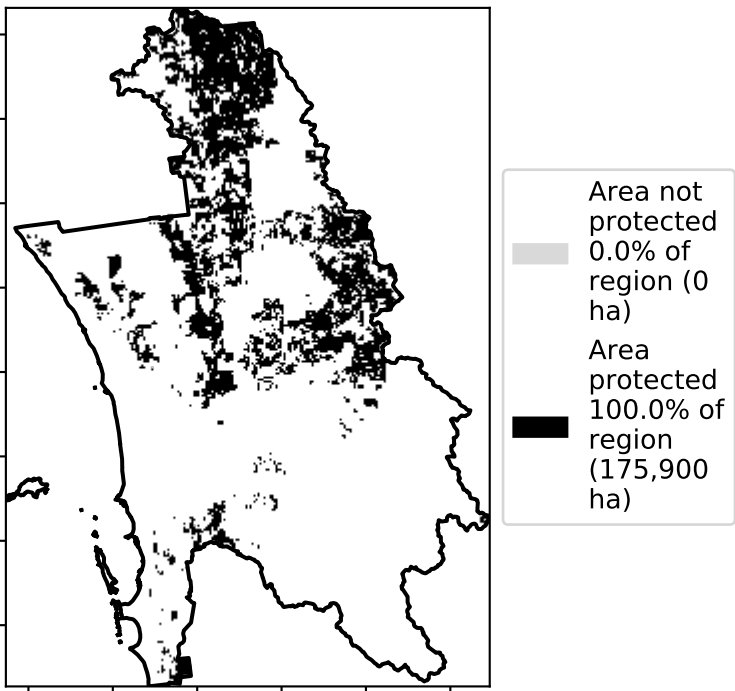 Area not
protected
0.0% of
region (0
ha)
Area
protected
100.0% of
region
(175,900
ha)